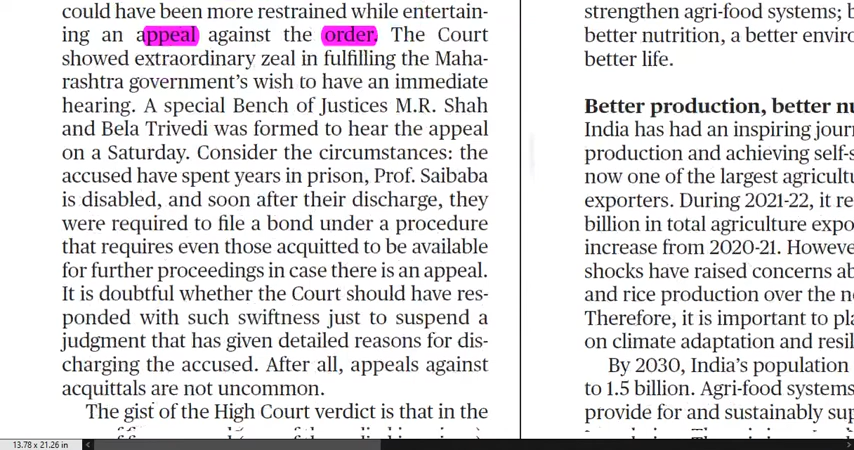 could have been more restrained while entertain-
ing an appeal against the order. The Court
showed extraordinary zeal in fulfilling the Maha-
rashtra government's wish to have an immediate
hearing. A special Bench of Justices M.R. Shah
and Bela Trivedi was formed to hear the appeal
on a Saturday. Consider the circumstances: the
accused have spent years in prison, Prof. Saibaba
is disabled, and soon after their discharge, they
were required to file a bond under a procedure
that requires even those acquitted to be available
for further proceedings in case there is an appeal.
It is doubtful whether the Court should have res-
ponded with such swiftness just to suspend a
judgment that has given detailed reasons for dis-
charging the accused. After all, appeals against
acquittals are not uncommon.
The gist of the High Court verdict is that in the
strengthen agri-food systems; b
better nutrition, a better enviro
better life.
Better production, better nu
India has had an inspiring jour
production and achieving self-s
now one of the largest agricultu
exporters. During 2021-22, it re
billion in total agriculture expo
increase from 2020-21. Howeve
shocks have raised concerns ab
and rice production over the ne
Therefore, it is important to pla
on climate adaptation and resil
By 2030, India's population
to 1.5 billion. Agri-food systems
provide for and sustainably sup
13.78 x 21.26 in